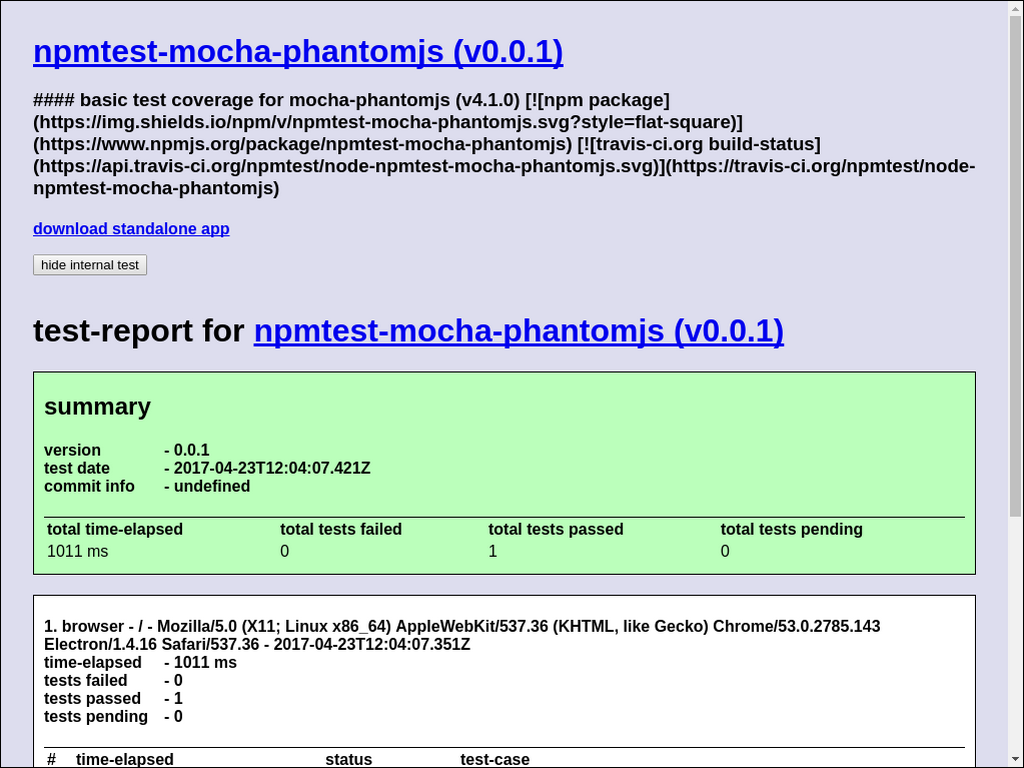 npmtest-mocha-phantomjs (v0.0.1)
#### basic test coverage for mocha-phantomjs (v4.1.0) [![npm package]
(https://img.shields.io/npm/v/npmtest-mocha-phantomjs.svg?style=flat-square)]
(https://www.npmjs.org/package/npmtest-mocha-phantomjs) [![travis-ci.org build-status]
(https://api.travis-ci.org/npmtest/node-npmtest-mocha-phantomjs.svg)](https://travis-ci.org/npmtest/node-
npmtest-mocha-phantomjs)
download standalone app
hide internal test
test-report for npmtest-mocha-phantomjs (v0.0.1)
summary
version - 0.0.1
test date - 2017-04-23T12:04:07.421Z
commit info - undefined
total time-elapsed total tests failed total tests passed total tests pending
1011 ms 0 1 0
1. browser - / - Mozilla/5.0 (X11; Linux x86_64) AppleWebKit/537.36 (KHTML, like Gecko) Chrome/53.0.2785.143
Electron/1.4.16 Safari/537.36 - 2017-04-23T12:04:07.351Z
time-elapsed - 1011 ms
tests failed - 0
tests passed - 1
tests pending - 0
# time-elapsed status test-case